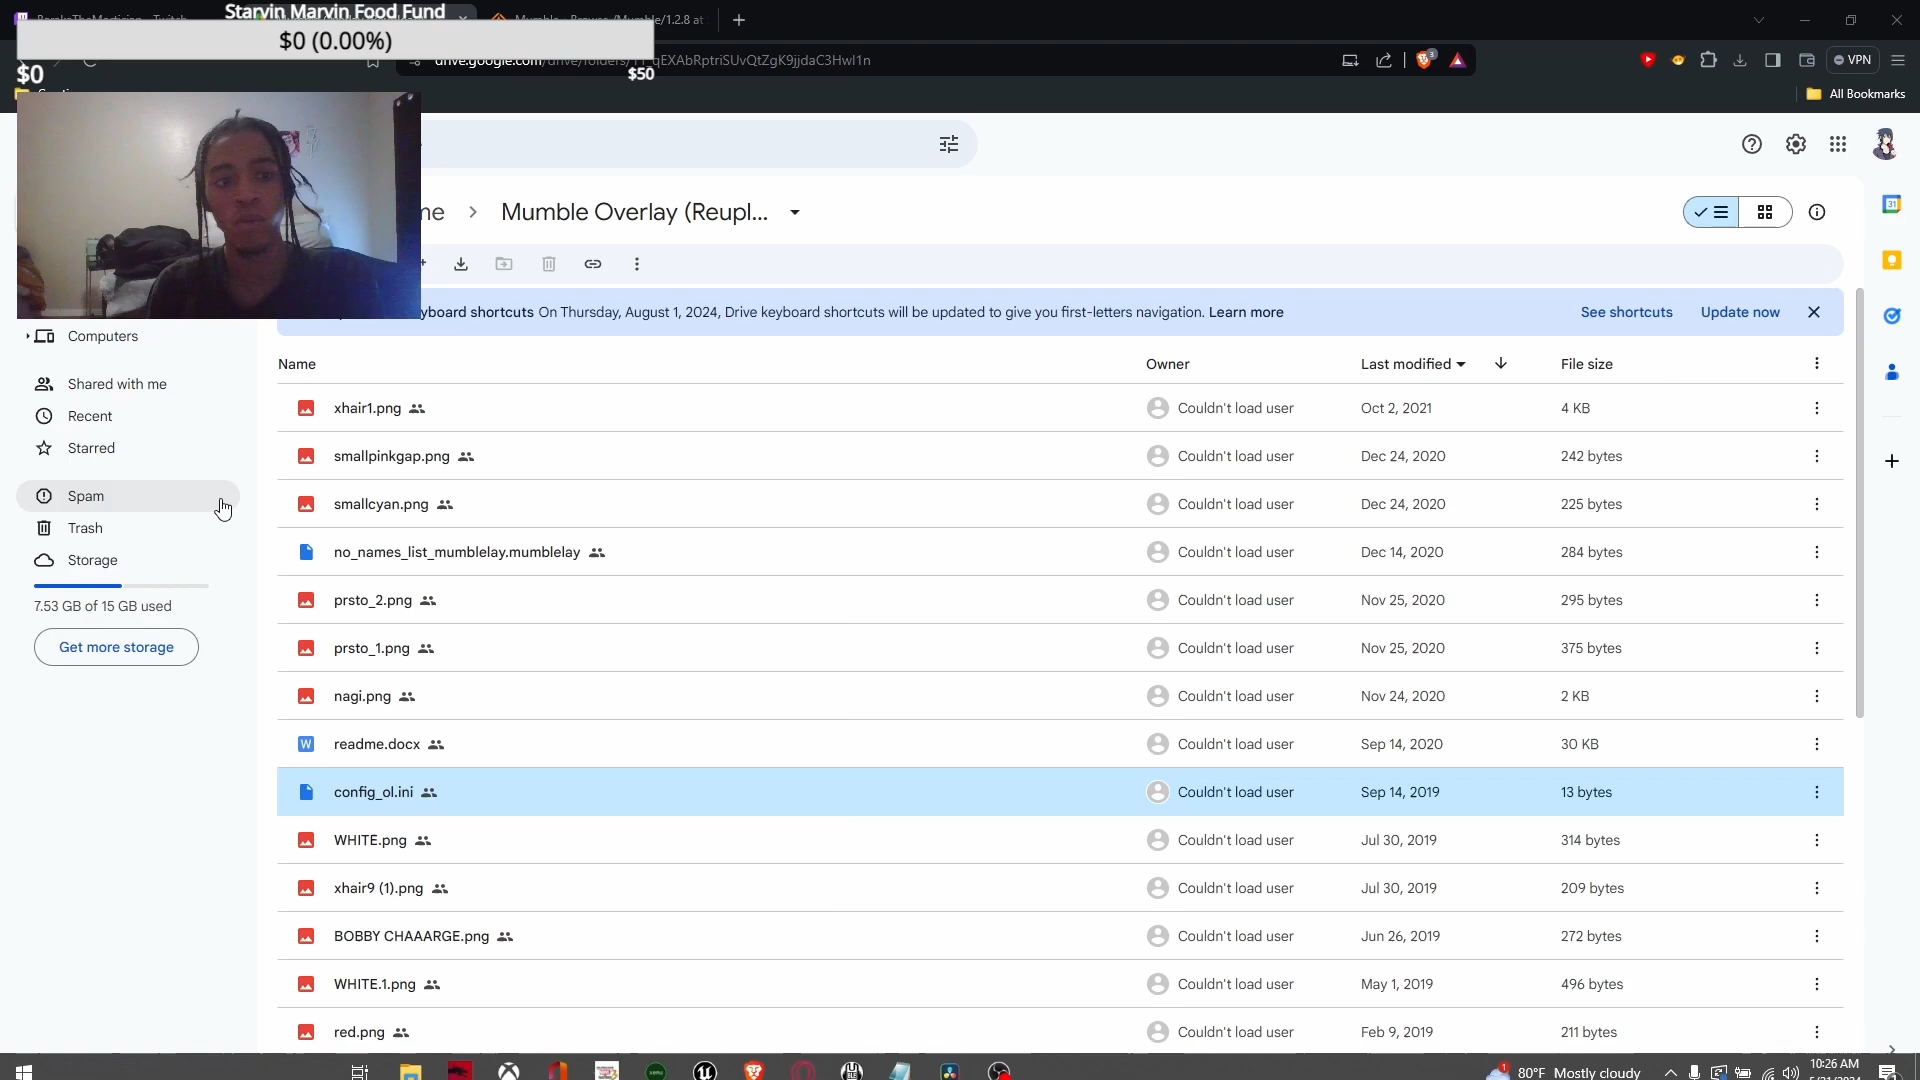 Starvin Marvin Food Fund
Mumble - Browse /Mumble/1.2.8 at
$0 (0.00%)
$0
$50
VPN
All Bookmarks
Mumble Overlay (Reupl...
keyboard shortcuts On Thursday, August 1, 2024, Drive keyboard shortcuts will be updated to give you first-letters navigation. Learn more
See shortcuts
Update now
Computers
Shared with me
Recent
Starred
Spam
Trash
Storage
7.53 GB of 15 GB used
Get more storage
Name Owner Last modified File size
xhair1.png Couldn't load user Oct 2, 2021 4 KB
smallpinkgap.png Couldn't load user Dec 24, 2020 242 bytes
smallcyan.png Couldn't load user Dec 24, 2020 225 bytes
no_names_list_mumblelay.mumblelay Couldn't load user Dec 14, 2020 284 bytes
prsto_2.png Couldn't load user Nov 25, 2020 295 bytes
prsto_1.png Couldn't load user Nov 25, 2020 375 bytes
nagi.png Couldn't load user Nov 24, 2020 2 KB
readme.docx Couldn't load user Sep 14, 2020 30 KB
config_ol.ini Couldn't load user Sep 14, 2019 13 bytes
WHITE.png Couldn't load user Jul 30, 2019 314 bytes
xhair9 (1).png Couldn't load user Jul 30, 2019 209 bytes
BOBBY CHAAARGE.png Couldn't load user Jun 26, 2019 272 bytes
WHITE.1.png Couldn't load user May 1, 2019 496 bytes
red.png Couldn't load user Feb 9, 2019 211 bytes
80°F Mostly cloudy
10:26 AM